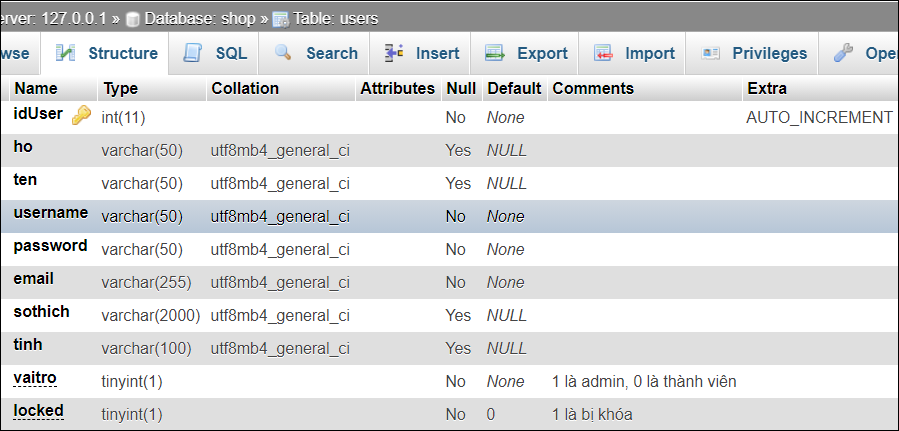 erver: 127.0.0.1 » Database: shop » Table: users
wse Structure SQL Search Insert Export Import Privileges Oper
Name Type Collation Attributes Null Default Comments Extra
idUser int(11) No None AUTO_INCREMENT
ho varchar(50) utf8mb4_general_ci Yes NULL
ten varchar(50) utf8mb4_general_ci Yes NULL
username varchar(50) utf8mb4_general_ci No None
password varchar(50) utf8mb4_general_ci No None
email varchar(255) utf8mb4_general_ci No None
sothich varchar(2000) utf8mb4_general_ci Yes NULL
tinh varchar(100) utf8mb4_general_ci Yes NULL
vaitro tinyint(1) No None 1 là admin, 0 là thành viên
locked tinyint(1) No 0 1 là bị khóa